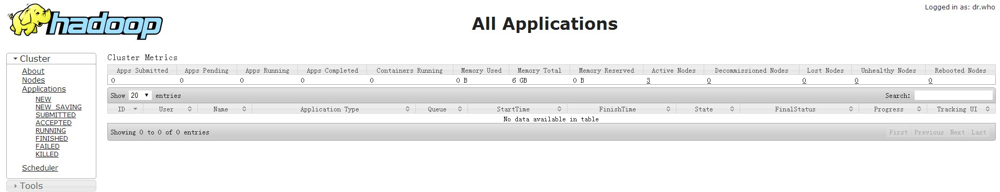 Logged in as: dr.who
hadoop
All Applications
Cluster
About
Nodes
Applications
NEW
NEW_SAVING
SUBMITTED
ACCEPTED
RUNNING
FINISHED
FAILED
KILLED
Scheduler
Tools
Cluster Metrics
Apps Submitted Apps Pending Apps Running Apps Completed Containers Running Memory Used Memory Total Memory Reserved Active Nodes Decommissioned Nodes Lost Nodes Unhealthy Nodes Rebooted Nodes
0 0 0 0 0 0 B 6 GB 0 B 3 0 0 0 0
Show 20 entries Search:
ID User Name Application Type Queue StartTime FinishTime State FinalStatus Progress Tracking UI
No data available in table
Showing 0 to 0 of 0 entries First Previous Next Last